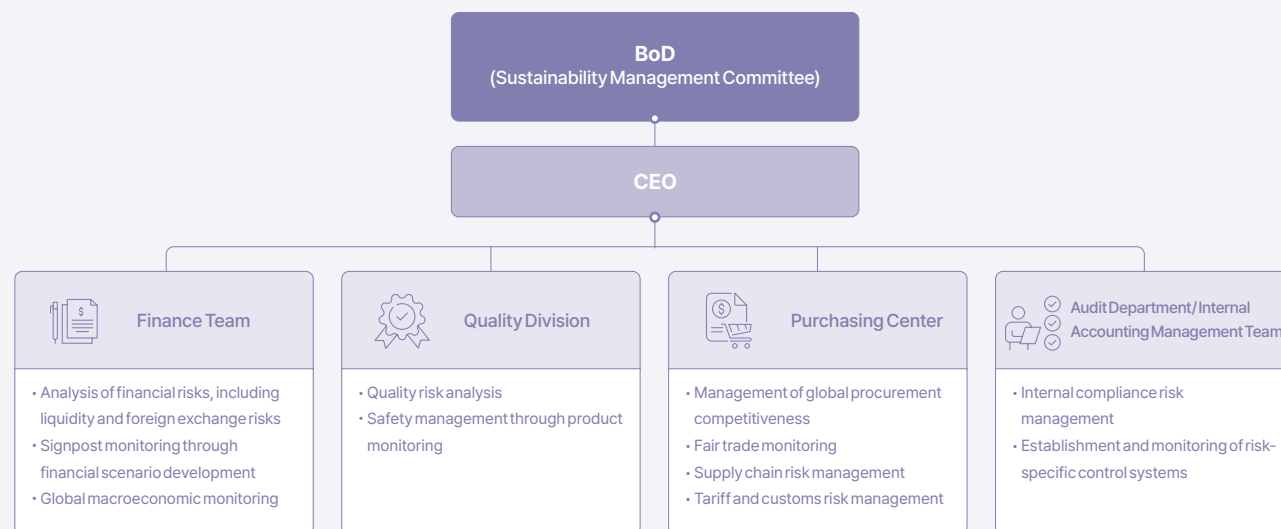 BoD
(Sustainability Management Committee)
CEO
Finance Team
• Analysis of financial risks, including
liquidity and foreign exchange risks
• Signpost monitoring through
financial scenario development
• Global macroeconomic monitoring
Quality Division
• Quality risk analysis
• Safety management through product
monitoring
Purchasing Center
• Management of global procurement
competitiveness
• Fair trade monitoring
• Supply chain risk management
• Tariff and customs risk management
Audit Department/Internal
Accounting Management Team
• Internal compliance risk
management
• Establishment and monitoring of risk-
specific control systems